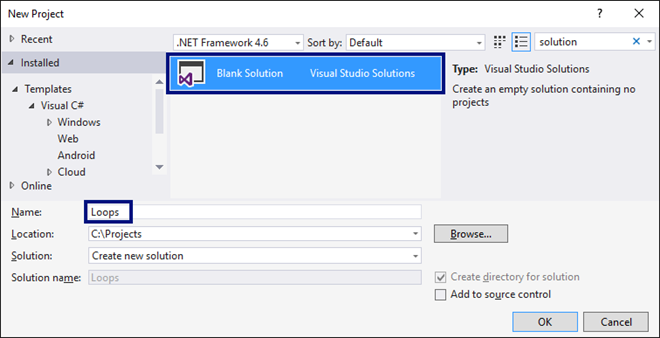 New Project
? ×
Recent
.NET Framework 4.6 Sort by: Default solution
Installed
Templates
Visual C#
Windows
Web
Android
Cloud
Online
Blank Solution Visual Studio Solutions
Type: Visual Studio Solutions
Create an empty solution containing no
projects
Name: Loops
Location: C:\Projects Browse...
Solution: Create new solution
Solution name: Loops
Create directory for solution
Add to source control
OK Cancel